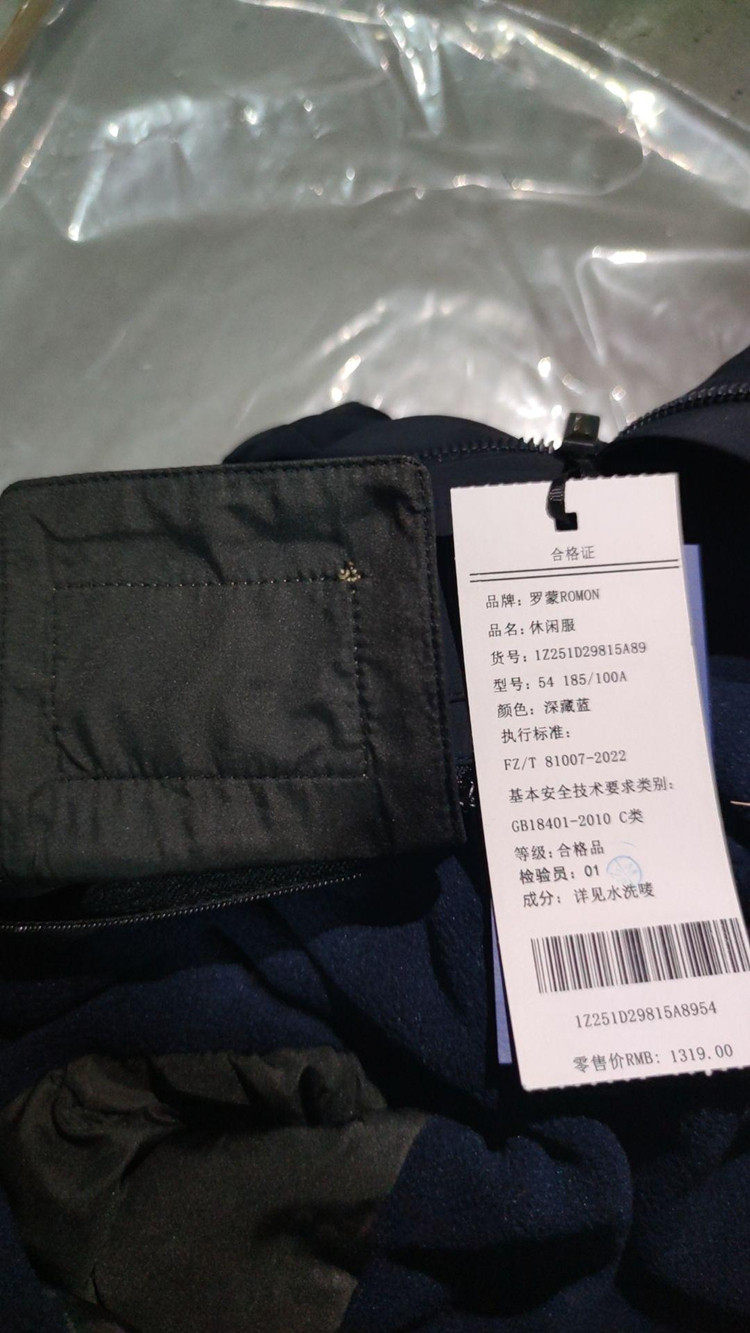 合格证
品牌：罗蒙ROMON
品名：休闲服
货号：1Z251D29815A89
型号：54 185/100A
颜色：深藏蓝
执行标准：
FZ/T 81007-2022
基本安全技术要求类别：
GB18401-2010 C类
等级：合格品
检验员：01
成分：详见水洗唛
1Z251D29815A8954
零售价RMB：1319.00